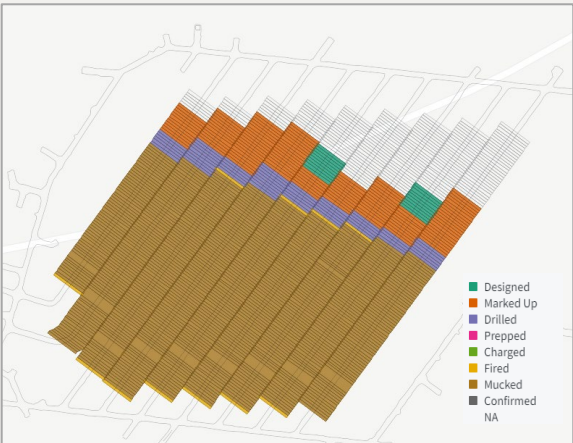 Designed
Marked Up
Drilled
Prepped
Charged
Fired
Mucked
Confirmed
NA